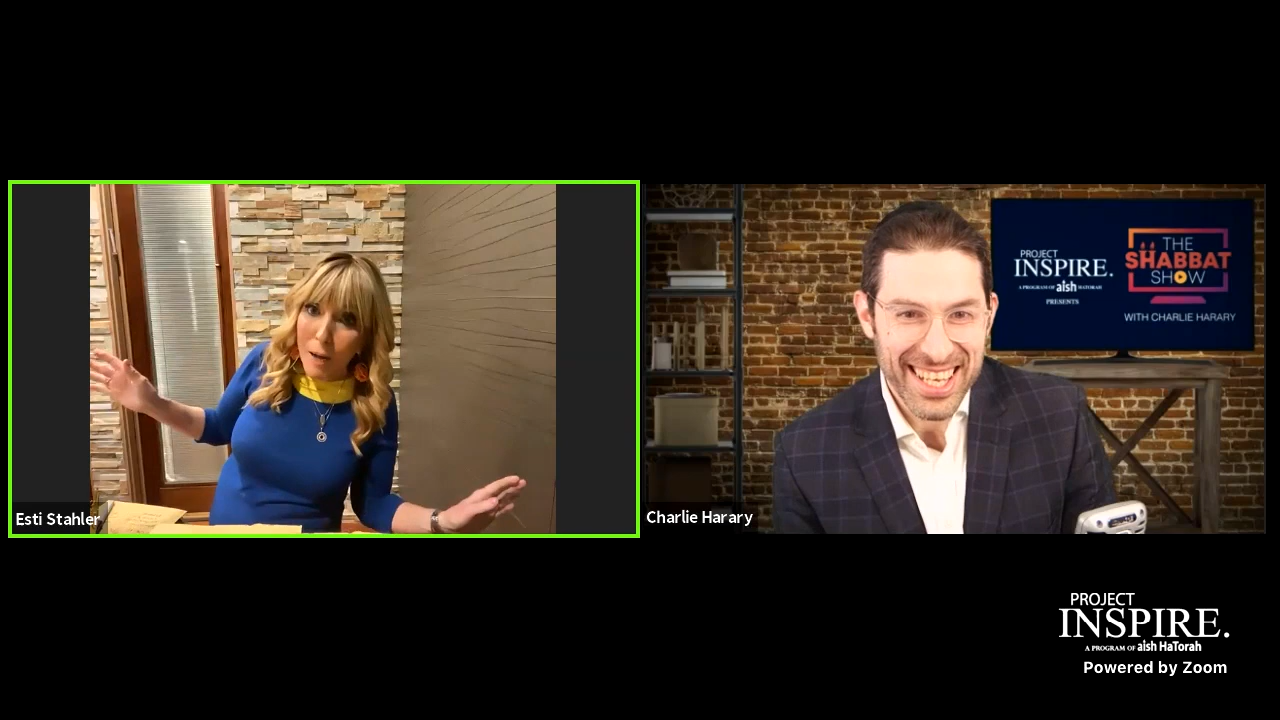 Esti Stahler
Charlie Harary
PROJECT
INSPIRE.
A PROGRAM OF aish HATORAH
PRESENTS
THE
SHABBAT
SHOW
WITH CHARLIE HARARY
PROJECT
INSPIRE.
A PROGRAM OF aish HaTorah
Powered by Zoom